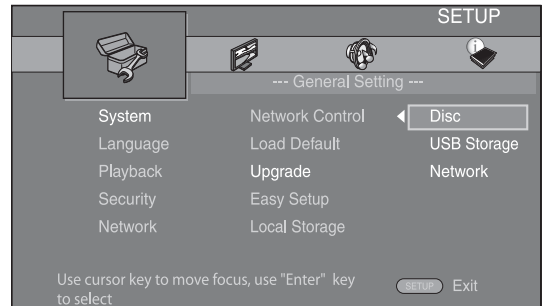 SETUP
--- General Setting ---
System Network Control Disc
Language Load Default USB Storage
Playback Upgrade Network
Security Easy Setup
Network Local Storage
Use cursor key to move focus, use "Enter" key
to select
SETUP Exit